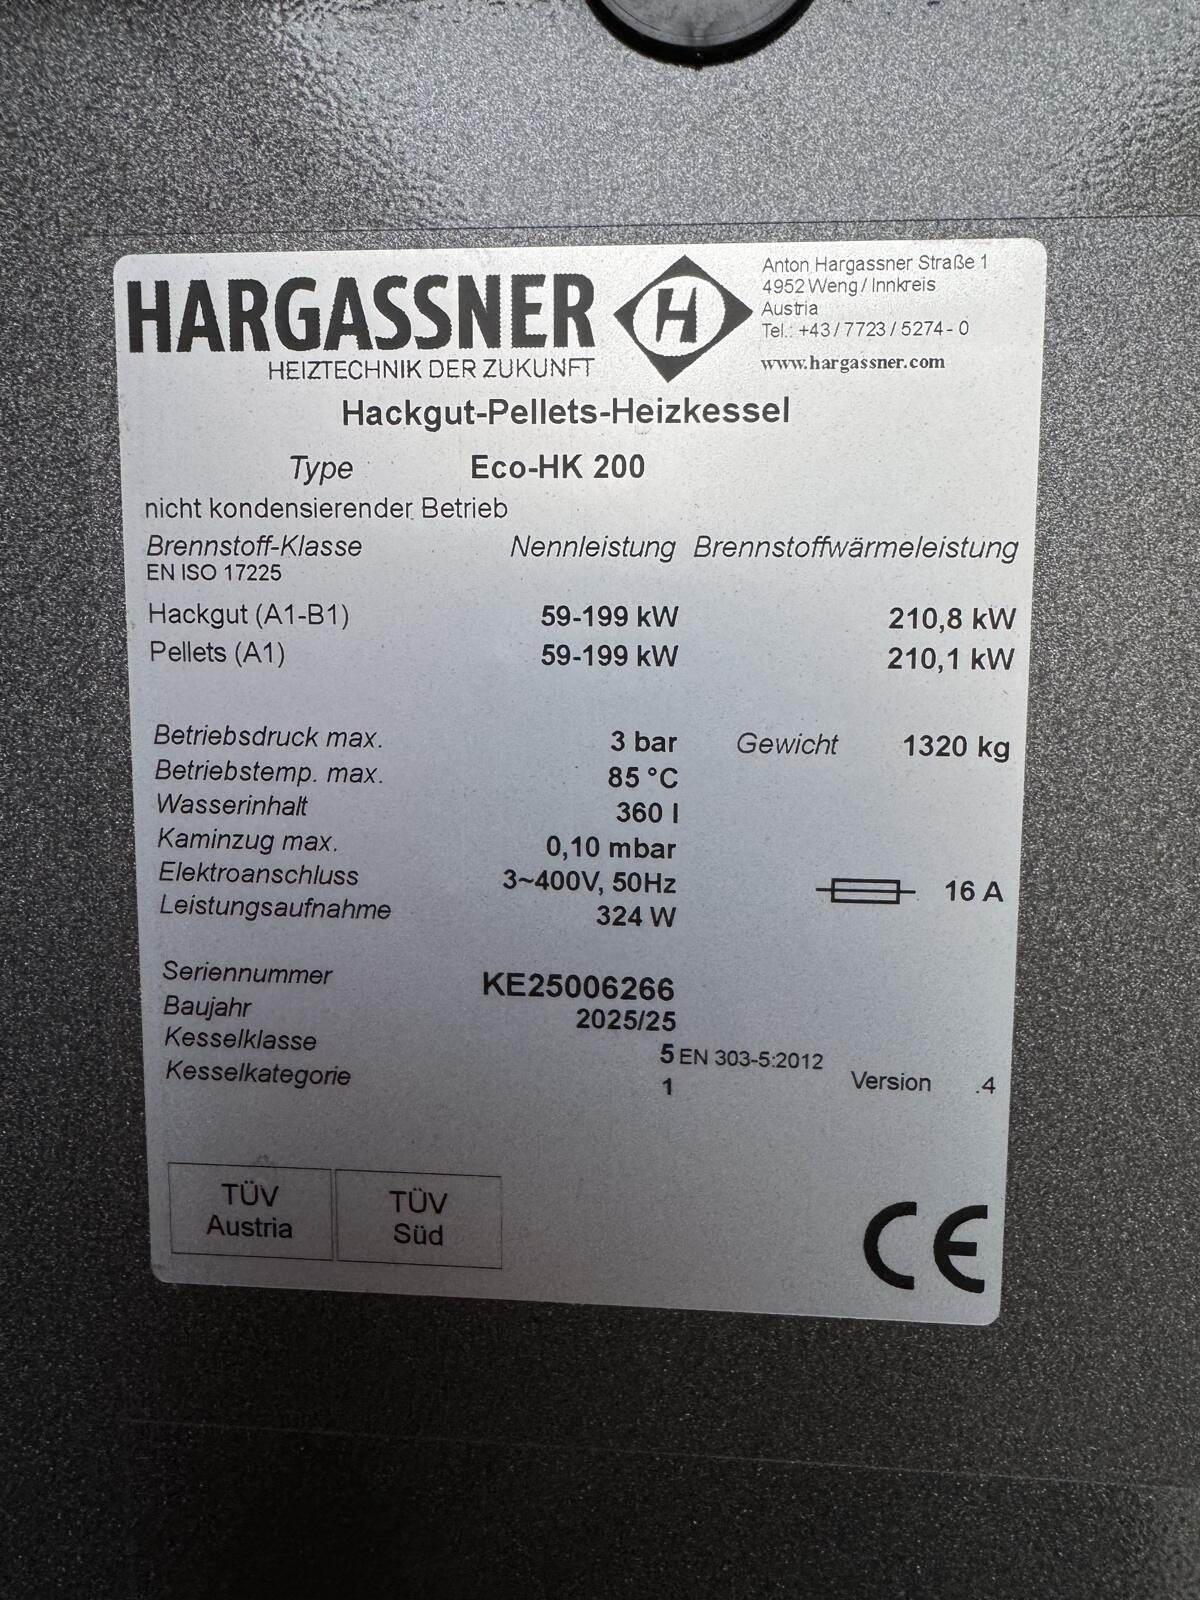 HARGASSNER
HEIZTECHNIK DER ZUKUNFT
H
Anton Hargassner Straße 1
4952 Weng / Innkreis
Austria
Tel.: +43 / 7723 / 5274 - 0
www.hargassner.com
Hackgut-Pellets-Heizkessel
Type Eco-HK 200
nicht kondensierender Betrieb
Brennstoff-Klasse Nennleistung Brennstoffwärmeleistung
EN ISO 17225
Hackgut (A1-B1) 59-199 kW 210,8 kW
Pellets (A1) 59-199 kW 210,1 kW
Betriebsdruck max. 3 bar Gewicht 1320 kg
Betriebstemp. max. 85 °C
Wasserinhalt 360 l
Kaminzug max. 0,10 mbar
Elektroanschluss 3~400V, 50Hz 16 A
Leistungsaufnahme 324 W
Seriennummer KE25006266
Baujahr 2025/25
Kesselklasse 5 EN 303-5:2012
Kesselkategorie 1 Version .4
TÜV
Austria
TÜV
Süd
CE